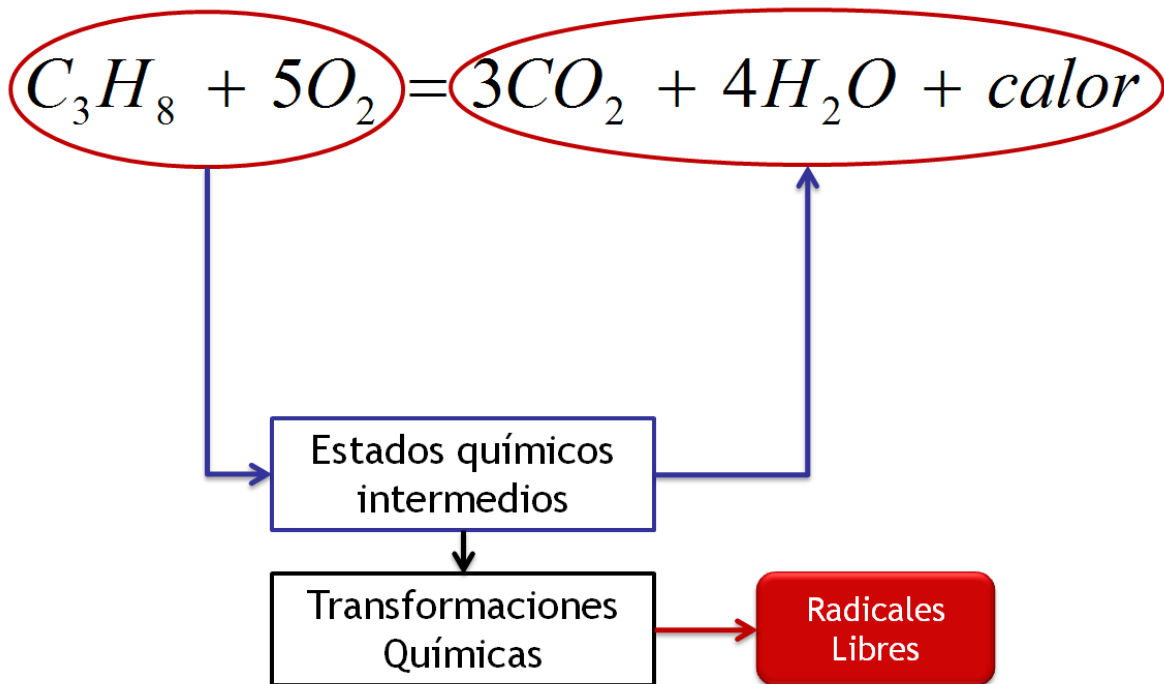 C₃H₈ + 5O₂ = 3CO₂ + 4H₂O + calor
Estados químicos
intermedios
Transformaciones
Químicas
Radicales
Libres